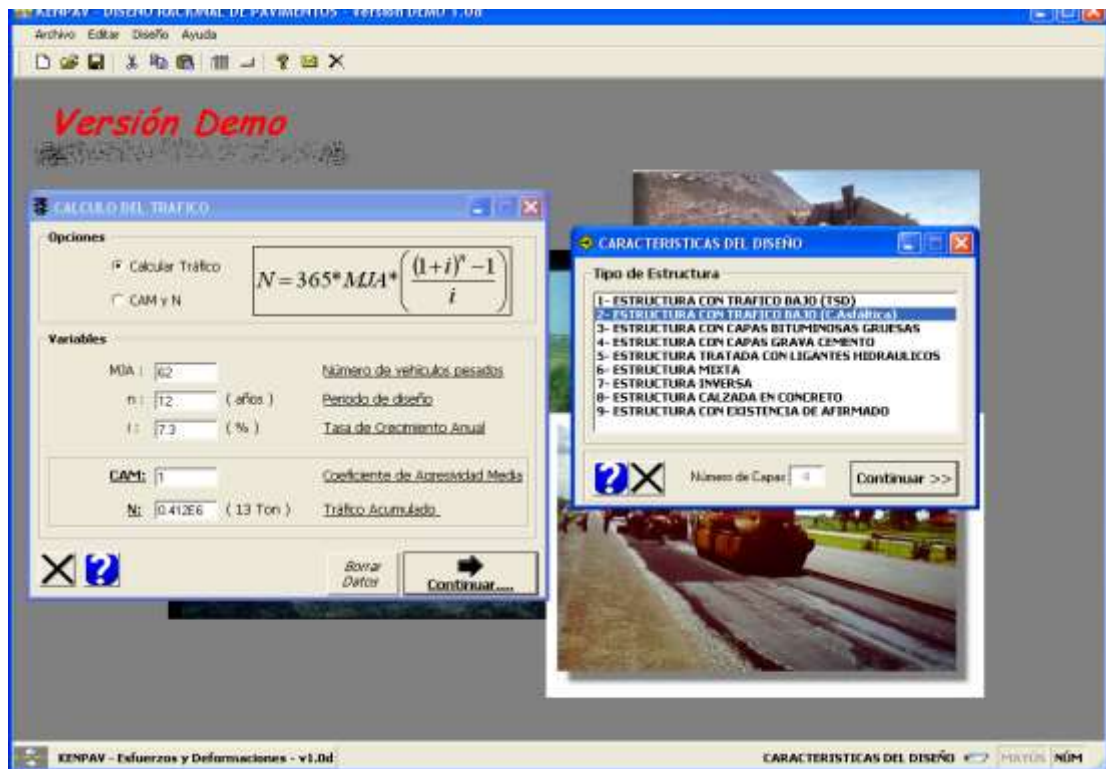 KENPAV - DISEÑO RACIONAL DE PAVIMENTOS - Versión DEMO 1.0d
Archivo Editar Diseño Ayuda
Versión Demo
CALCULO DEL TRAFICO
Opciones
Calcular Tráfico
CAM y N
N = 365* MJA* ( (1+i)^n − 1 / i )
Variables
MJA : 62 Número de vehículos pesados
n : 12 ( años ) Periodo de diseño
i : 7.3 ( % ) Tasa de Crecimiento Anual
CAM: 1 Coeficiente de Agresividad Media
N: 0.412E6 ( 13 Ton ) Tráfico Acumulado
Borrar Datos
Continuar....
CARACTERISTICAS DEL DISEÑO
Tipo de Estructura
1- ESTRUCTURA CON TRAFICO BAJO (TSD)
2- ESTRUCTURA CON TRAFICO BAJO (C.Asfáltica)
3- ESTRUCTURA CON CAPAS BITUMINOSAS GRUESAS
4- ESTRUCTURA CON CAPAS GRAVA CEMENTO
5- ESTRUCTURA TRATADA CON LIGANTES HIDRAULICOS
6- ESTRUCTURA MIXTA
7- ESTRUCTURA INVERSA
8- ESTRUCTURA CALZADA EN CONCRETO
9- ESTRUCTURA CON EXISTENCIA DE AFIRMADO
Número de Capas 4
Continuar >>
KENPAV - Esfuerzos y Deformaciones - v1.0d
CARACTERISTICAS DEL DISEÑO MAYÚS NÚM